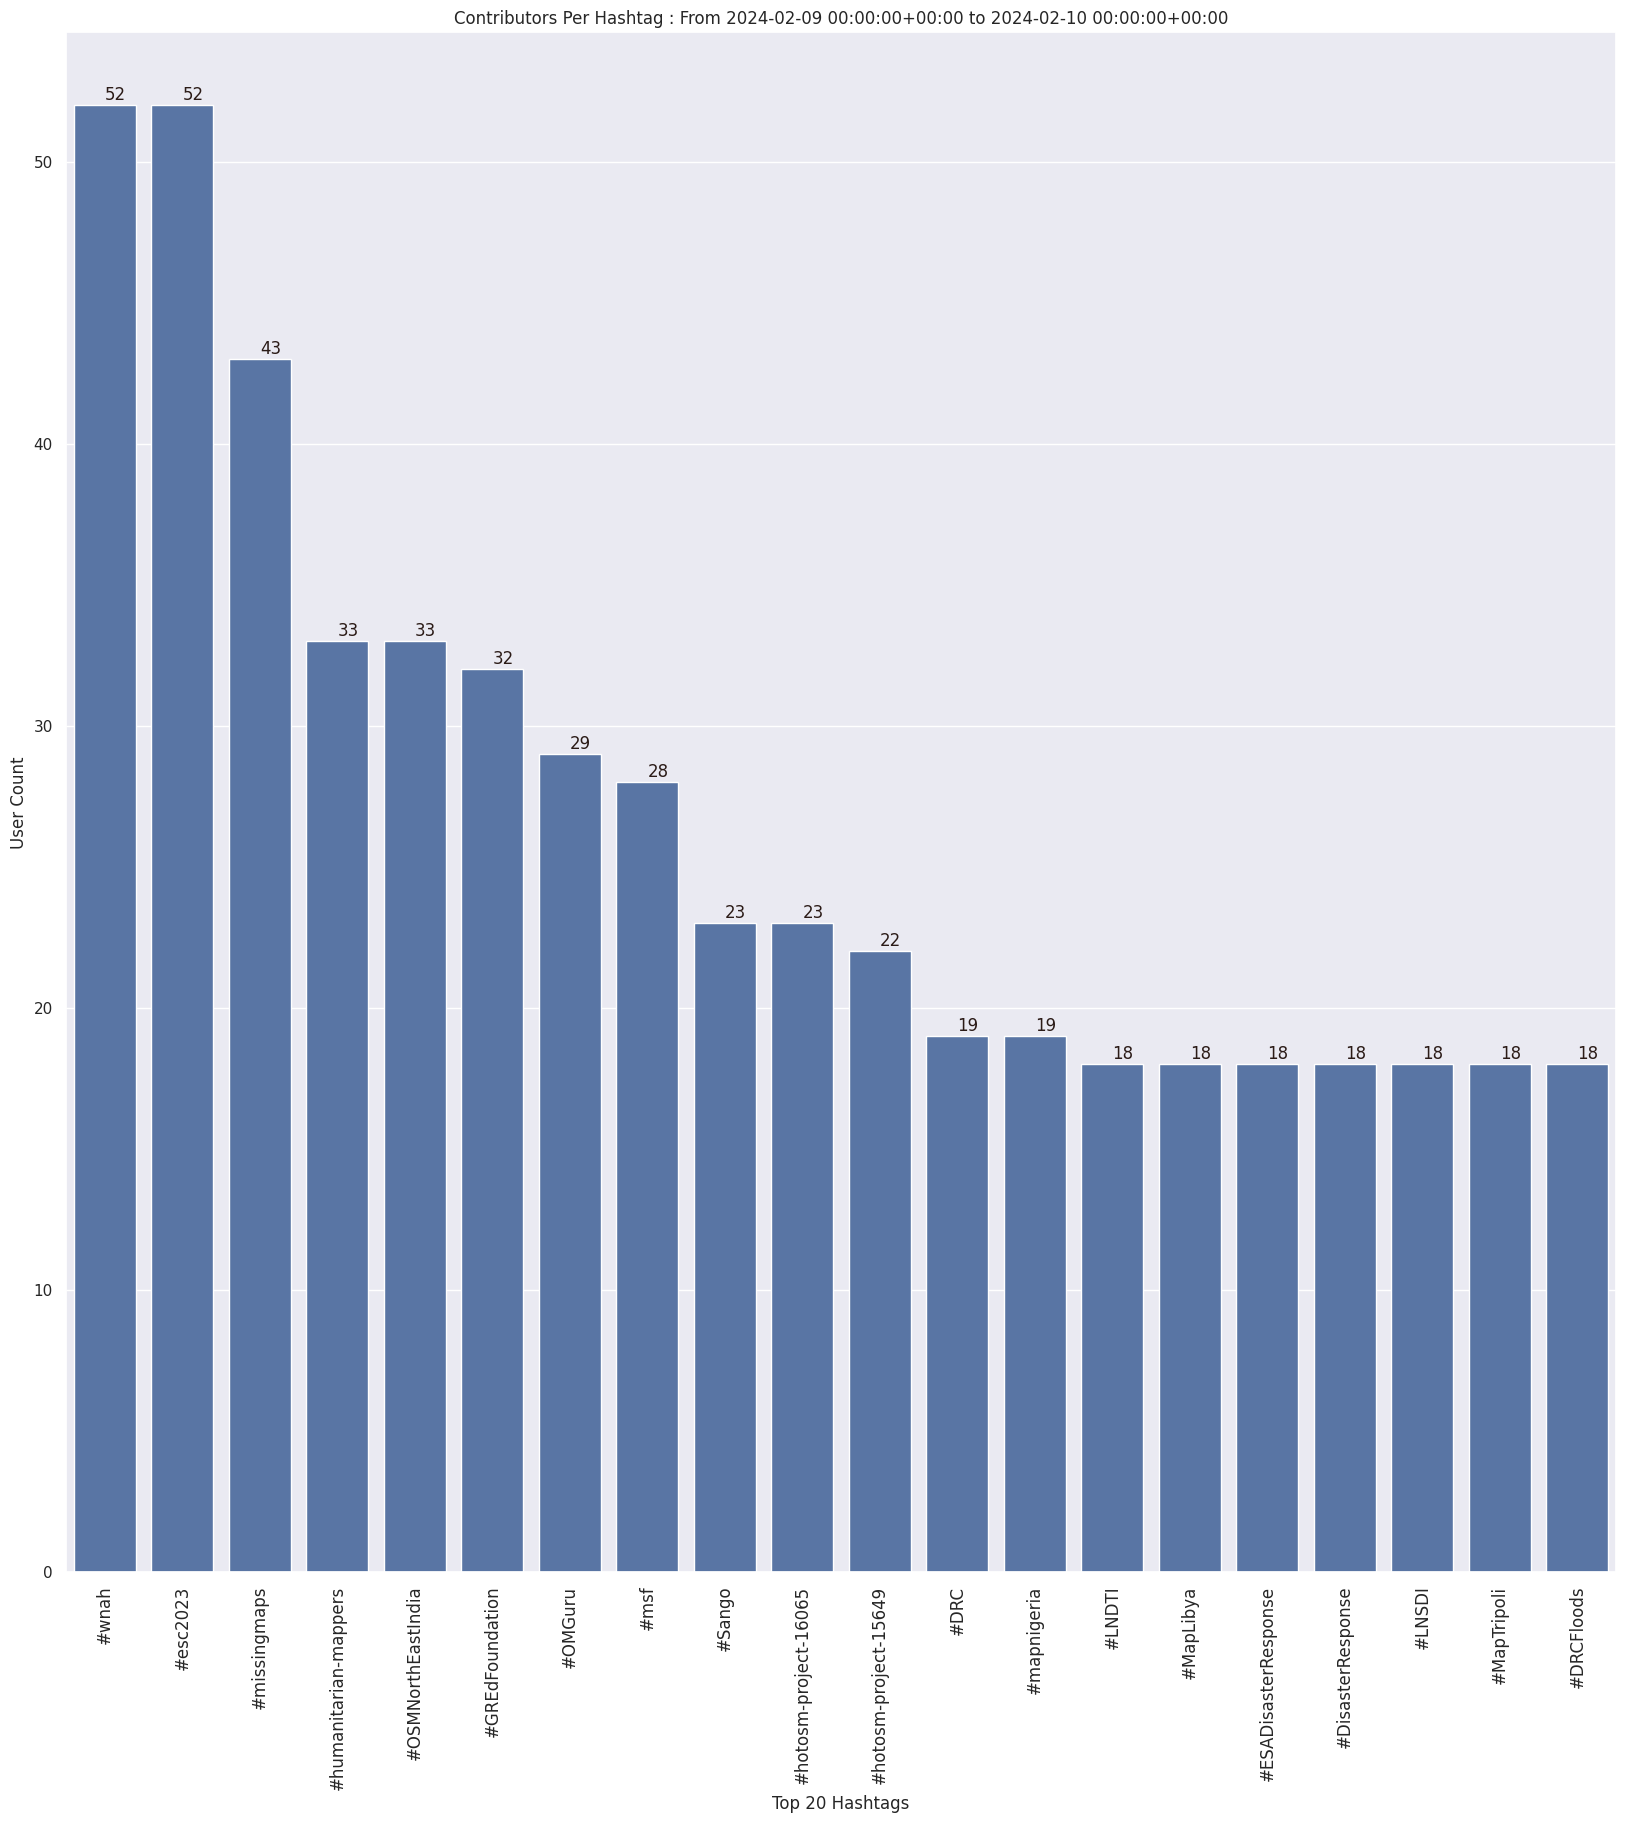 Contributors Per Hashtag : From 2024-02-09 00:00:00+00:00 to 2024-02-10 00:00:00+00:00
User Count
50
40
30
20
10
0
52
52
43
33
33
32
29
28
23
23
22
19
19
18
18
18
18
18
18
18
#wnah
#esc2023
#missingmaps
#humanitarian-mappers
#OSMNorthEastIndia
#GREdFoundation
#OMGuru
#msf
#Sango
#hotosm-project-16065
#hotosm-project-15649
#DRC
#mapnigeria
#LNDTI
#MapLibya
#ESADisasterResponse
#DisasterResponse
#LNSDI
#MapTripoli
#DRCFloods
Top 20 Hashtags